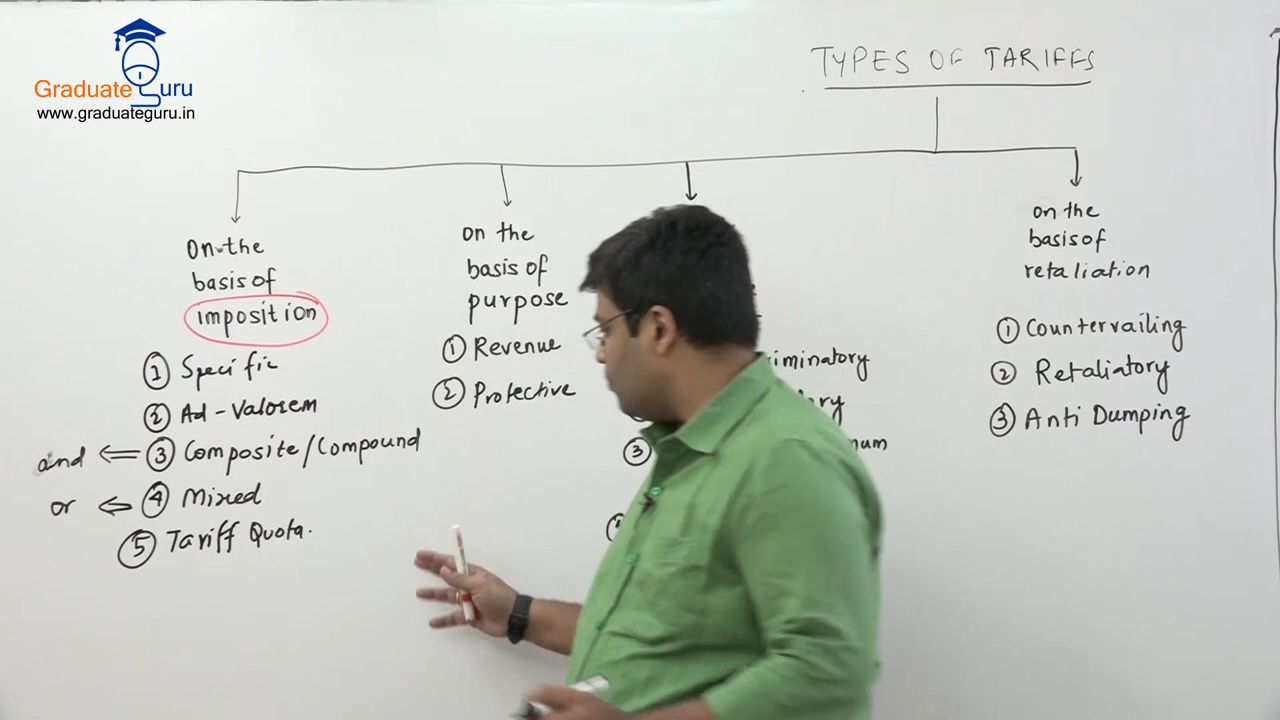 Graduate Guru
www.graduateguru.in
TYPES OF TARIFFS
On the
basis of
imposition
① Specific
② Ad-Valorem
and ⇐ ③ Composite/Compound
or ⇐ ④ Mixed
⑤ Tariff Quota.
on the
basis of
purpose
① Revenue
② Protective
③
on the
basis of
retaliation
① Countervailing
② Retaliatory
③ Anti Dumping